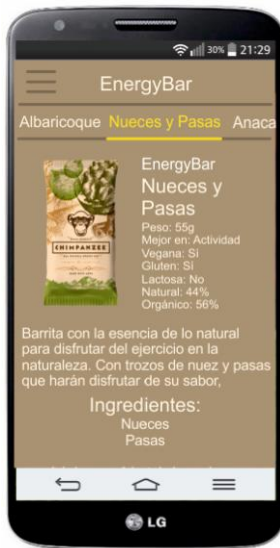 30% 21:29
EnergyBar
Albaricoque Nueces y Pasas Anaca
EnergyBar
Nueces y
Pasas
Peso: 55g
Mejor en: Actividad
Vegana: Si
Gluten: Si
Lactosa: No
Natural: 44%
Orgánico: 56%
CHIMPANZEE
Barrita con la esencia de lo natural
para disfrutar del ejercicio en la
naturaleza. Con trozos de nuez y pasas
que harán disfrutar de su sabor,
Ingredientes:
Nueces
Pasas
LG